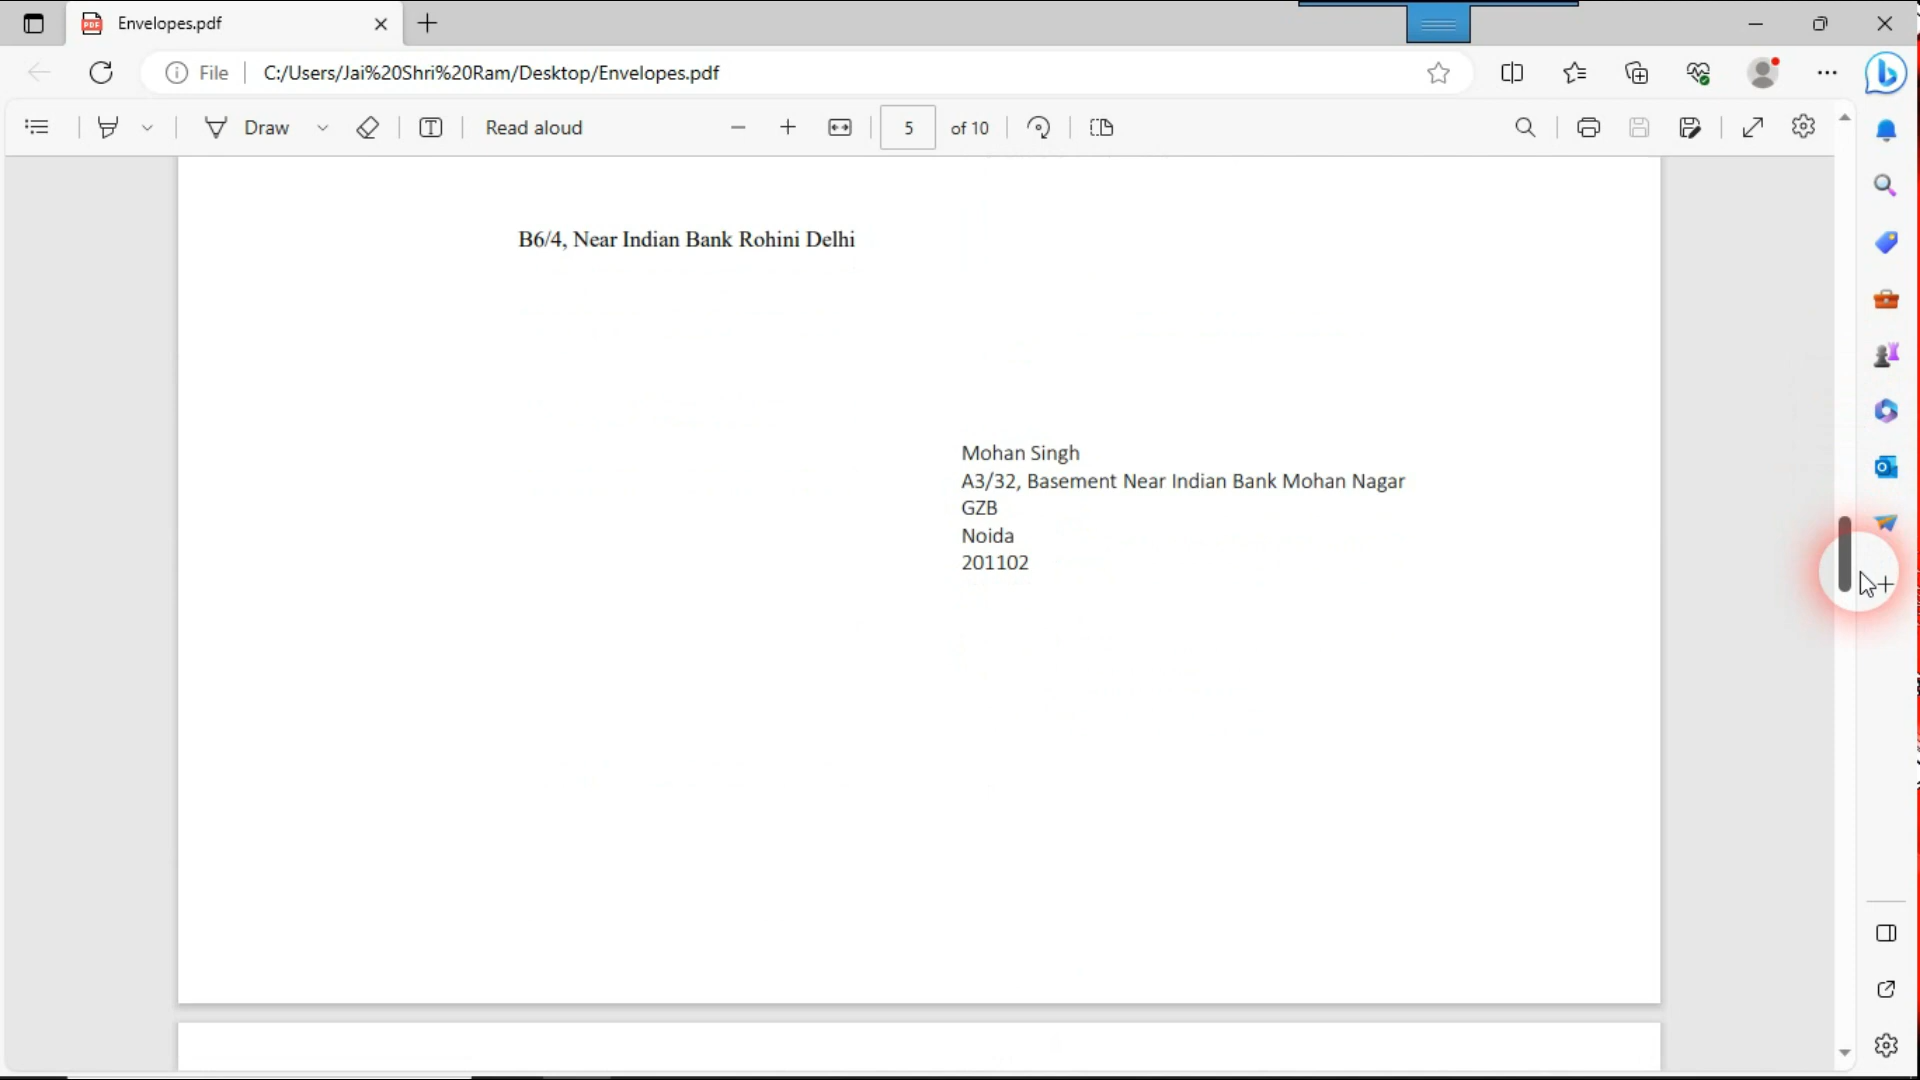 Envelopes.pdf
File
C:/Users/Jai%20Shri%20Ram/Desktop/Envelopes.pdf
Draw
Read aloud
5
of 10
B6/4, Near Indian Bank Rohini Delhi
Mohan Singh
A3/32, Basement Near Indian Bank Mohan Nagar
GZB
Noida
201102